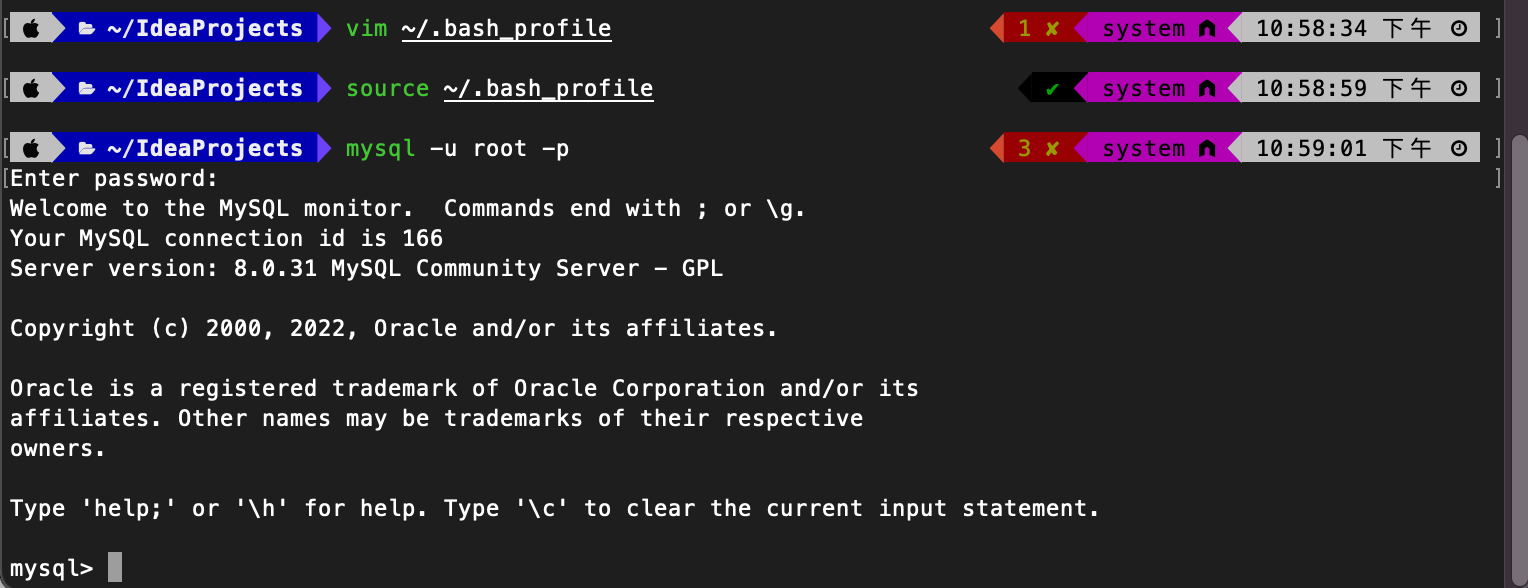 ~/IdeaProjects vim ~/.bash_profile 1 ✘ system 10:58:34 下午
~/IdeaProjects source ~/.bash_profile ✔ system 10:58:59 下午
~/IdeaProjects mysql -u root -p 3 ✘ system 10:59:01 下午
Enter password:
Welcome to the MySQL monitor.  Commands end with ; or \g.
Your MySQL connection id is 166
Server version: 8.0.31 MySQL Community Server - GPL
Copyright (c) 2000, 2022, Oracle and/or its affiliates.
Oracle is a registered trademark of Oracle Corporation and/or its
affiliates. Other names may be trademarks of their respective
owners.
Type 'help;' or '\h' for help. Type '\c' to clear the current input statement.
mysql>